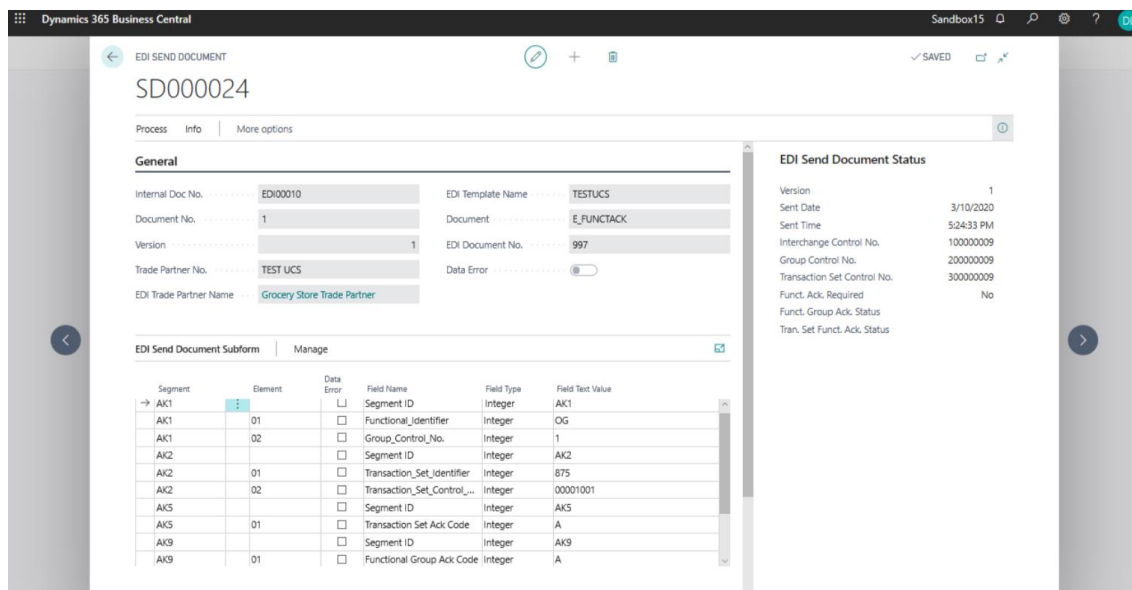 Dynamics 365 Business Central Sandbox15 ?
EDI SEND DOCUMENT SAVED
SD000024
Process Info More options
General
Internal Doc No. EDI00010 EDI Template Name TESTUCS
Document No. 1 Document E_FUNCTACK
Version 1 EDI Document No. 997
Trade Partner No. TEST UCS Data Error
EDI Trade Partner Name Grocery Store Trade Partner
EDI Send Document Subform Manage
Segment Element Data Error Field Name Field Type Field Text Value
AK1 Segment ID Integer AK1
AK1 01 Functional_Identifier Integer OG
AK1 02 Group_Control_No. Integer 1
AK2 Segment ID Integer AK2
AK2 01 Transaction_Set_Identifier Integer 875
AK2 02 Transaction_Set_Control_... Integer 00001001
AK5 Segment ID Integer AK5
AK5 01 Transaction Set Ack Code Integer A
AK9 Segment ID Integer AK9
AK9 01 Functional Group Ack Code Integer A
EDI Send Document Status
Version 1
Sent Date 3/10/2020
Sent Time 5:24:33 PM
Interchange Control No. 100000009
Group Control No. 200000009
Transaction Set Control No. 300000009
Funct. Ack. Required No
Funct. Group Ack. Status
Tran. Set Funct. Ack. Status